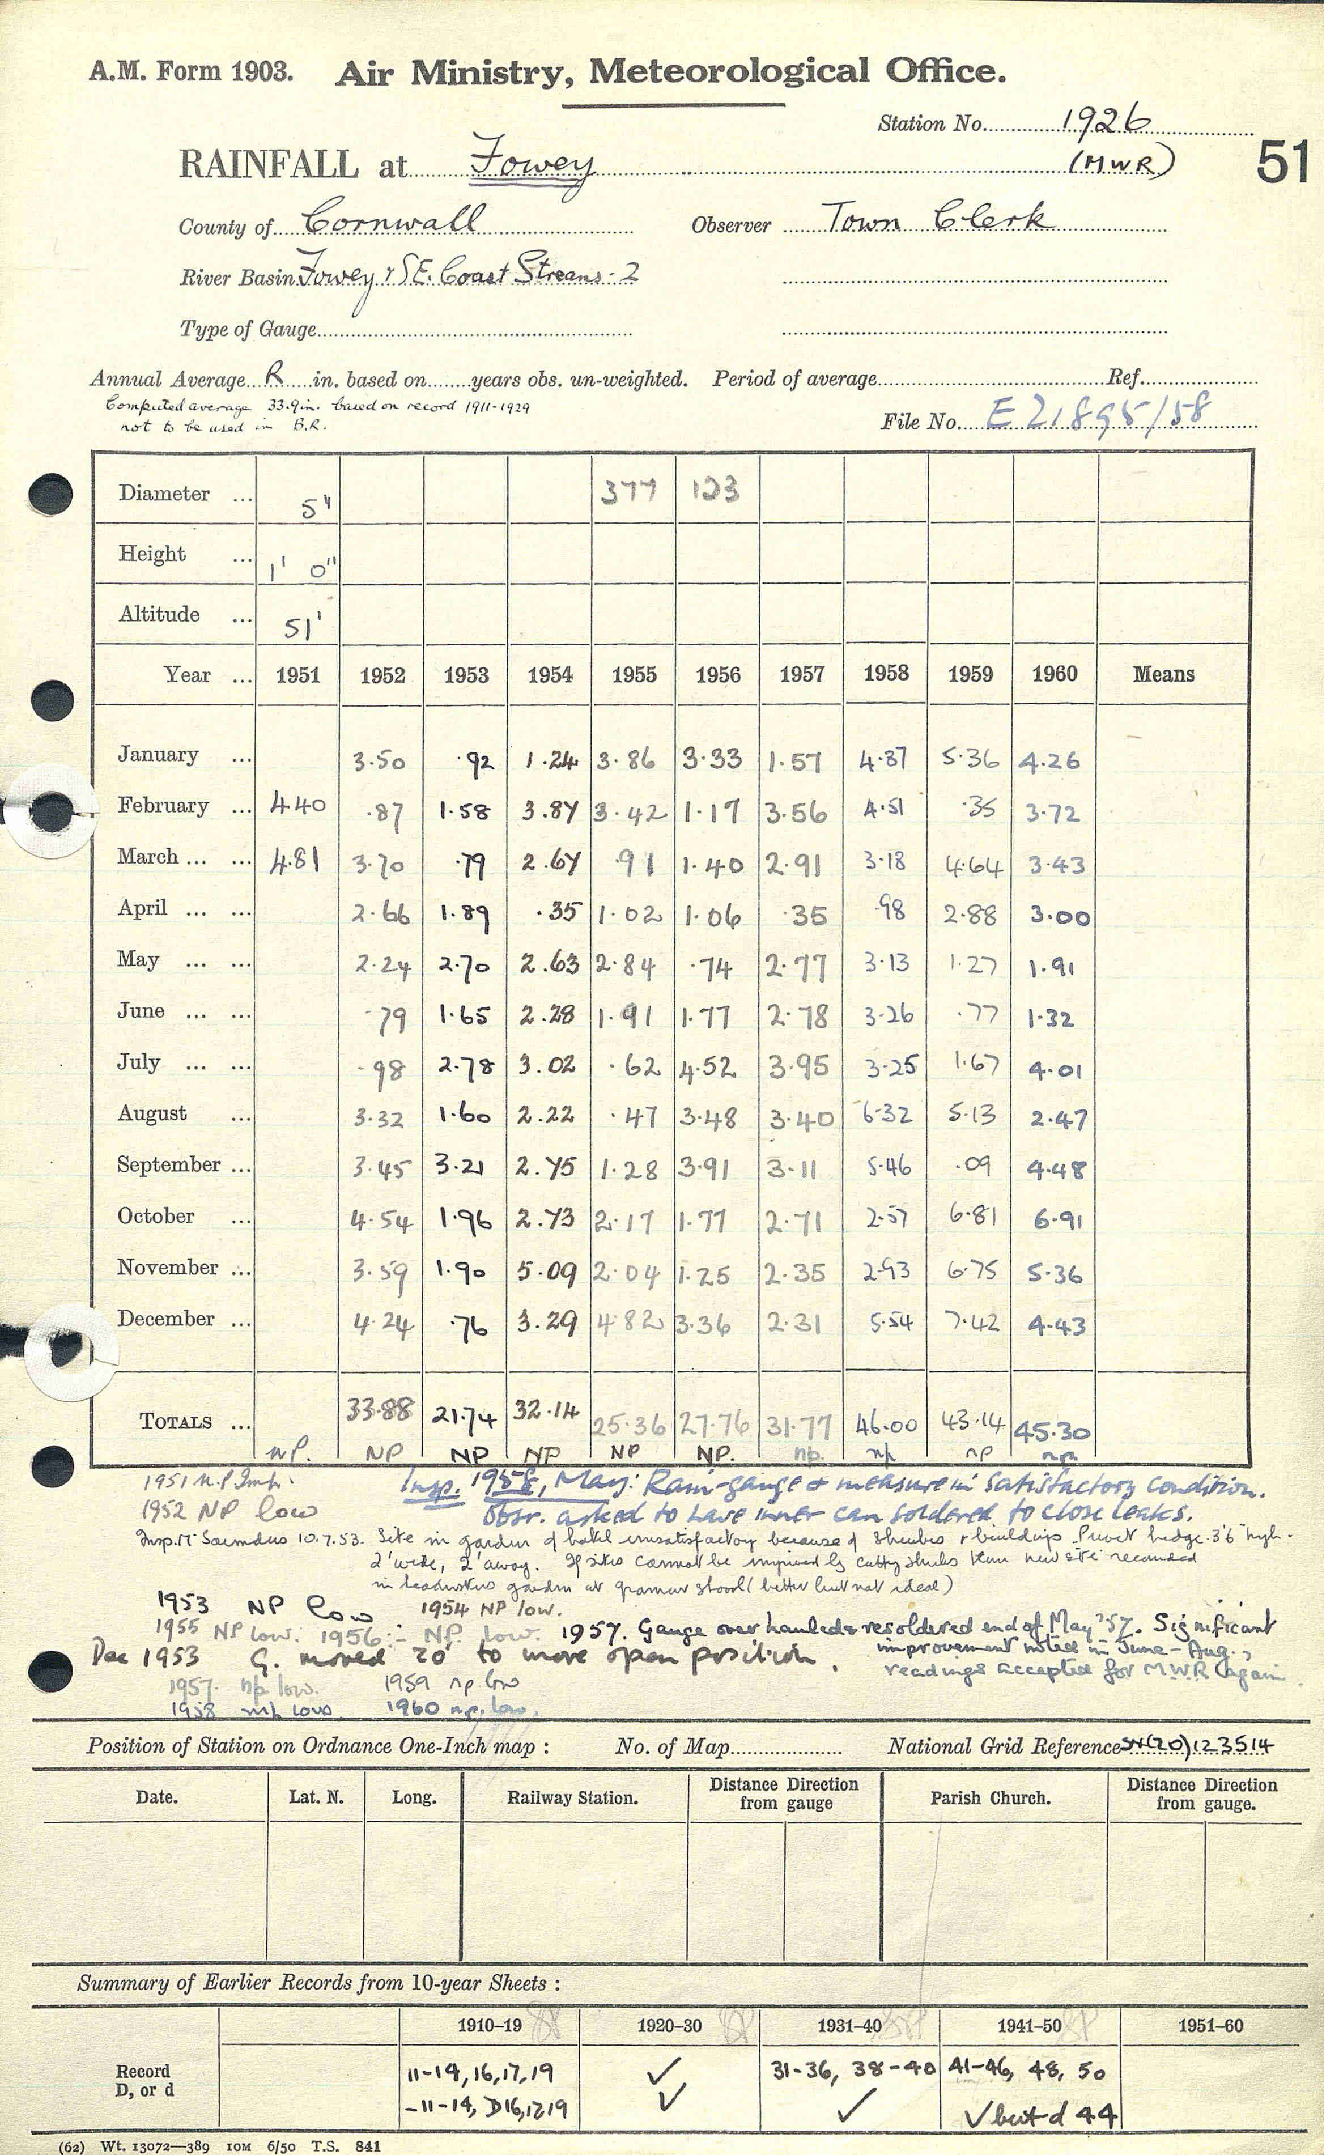 A.M. Form 1903. Air Ministry, Meteorological Office.
Station No. 1926
RAINFALL at Fowey (MWR) 51
County of Cornwall Observer Town Clerk
River Basin Fowey & S.E. Coast Streams - 2
Type of Gauge
Annual Average R in. based on years obs. un-weighted. Period of average Ref.
Computed average 33.9in. based on record 1911-1929
not to be used in B.R.
File No. E 21895/58
Diameter ... 5" 377 123
Height ... 1' 0"
Altitude ... 51'
Year ... 1951 1952 1953 1954 1955 1956 1957 1958 1959 1960 Means
January ... 3.50 .92 1.24 3.86 3.33 1.57 4.37 5.36 4.26
February ... 4.40 .87 1.58 3.84 3.42 1.17 3.56 4.51 .35 3.72
March ... ... 4.81 3.70 .79 2.67 .91 1.40 2.91 3.18 4.64 3.43
April ... ... 2.66 1.89 .35 1.02 1.06 .35 .98 2.88 3.00
May ... ... 2.24 2.70 2.63 2.84 .74 2.77 3.13 1.27 1.91
June ... ... .79 1.65 2.28 1.91 1.77 2.78 3.26 .77 1.32
July ... ... .98 2.78 3.02 .62 4.52 3.95 3.25 1.67 4.01
August ... 3.32 1.60 2.22 .47 3.48 3.40 6.32 5.13 2.47
September ... 3.45 3.21 2.75 1.28 3.91 3.11 5.46 .09 4.48
October ... 4.54 1.96 2.73 2.17 1.77 2.71 2.57 6.81 6.91
November ... 3.59 1.90 5.09 2.04 1.25 2.35 2.93 6.75 5.36
December ... 4.24 .76 3.29 4.82 3.36 2.31 5.54 7.42 4.43
TOTALS ... 33.88 21.74 32.14 25.36 27.76 31.77 46.00 43.14 45.30
np. NP NP NP NP NP. np. np np np.
1951 n.p. Imp.
Insp. 1958, May: Rain-gauge & measure in satisfactory condition.
1952 NP low
Obsr. asked to have inner can soldered to close leaks.
Insp. Saundus 10.7.53. Site in garden of hotel unsatisfactory because of shrubs & buildings. Privet hedge 3'6" high
2' wide, 2' away. If site cannot be improved by cutting shrubs then new site recommended
in headmasters garden at grammar school (better but not ideal)
1953 NP low 1954 NP low.
1955 NP low. 1956 :- NP low. 1957. Gauge overhauled & resoldered end of May '57. Significant
improvement noted in June - Aug.,
Dec 1953 G. moved 20' to more open position.
readings accepted for M.W.R again
1957. np low. 1959 np low
1958 np low. 1960 n.p. low.
Position of Station on Ordnance One-Inch map : No. of Map National Grid Reference SX(20)123514
Date. Lat. N. Long. Railway Station. Distance Direction from gauge Parish Church. Distance Direction from gauge.
Summary of Earlier Records from 10-year Sheets :
1910–19 1920–30 1931–40 1941–50 1951–60
Record 11-14, 16, 17, 19 ✓ 31-36, 38-40 41-46, 48, 50
D, or d -11-14, D16, 17 19 ✓ ✓ ✓ but d 44
(62) Wt. 13072—389 IOM 6/50 T.S. 841